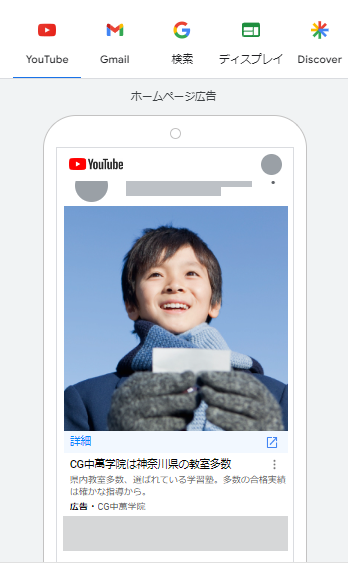 YouTube
Gmail
検索
ディスプレイ
Discover
ホームページ広告
YouTube
詳細
CG中萬学院は神奈川県の教室多数
県内教室多数、選ばれている学習塾。多数の合格実績
は確かな指導から。
広告・CG中萬学院